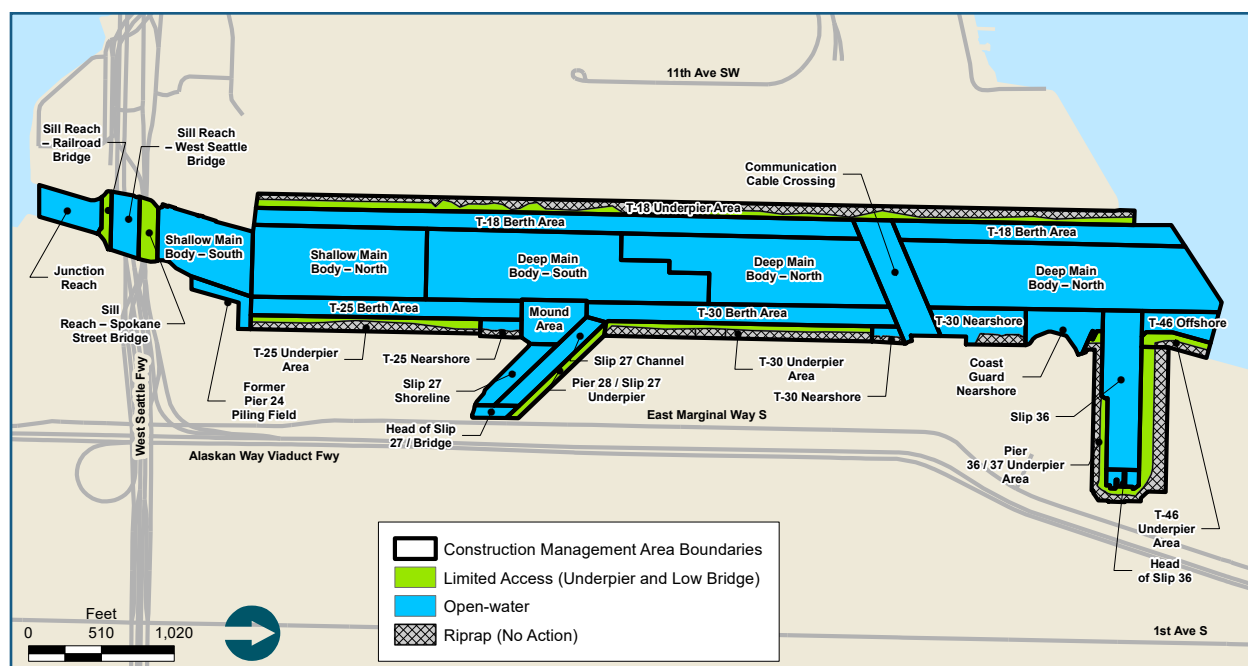 11th Ave SW
Sill Reach
– Railroad
Bridge
Sill Reach
– West Seattle
Bridge
Communication
Cable Crossing
T-18 Underpier Area
T-18 Berth Area
T-18 Berth Area
Shallow Main
Body – South
Shallow Main
Body – North
Deep Main
Body – South
Deep Main
Body – North
Deep Main
Body – North
Junction
Reach
Sill
Reach – Spokane
Street Bridge
T-25 Berth Area
Mound
Area
T-30 Berth Area
T-30 Nearshore
T-46 Offshore
T-25 Underpier
Area
T-25 Nearshore
Slip 27 Channel
T-30 Underpier
Area
Coast
Guard
Nearshore
Former
Pier 24
Piling Field
Slip 27
Shoreline
Pier 28 / Slip 27
Underpier
T-30 Nearshore
Slip 36
East Marginal Way S
Head of Slip
27 / Bridge
West Seattle Fwy
Alaskan Way Viaduct Fwy
Pier
36 / 37 Underpier
Area
T-46
Underpier
Area
Head
of Slip 36
Construction Management Area Boundaries
Limited Access (Underpier and Low Bridge)
Open-water
Riprap (No Action)
Feet
0 510 1,020
1st Ave S